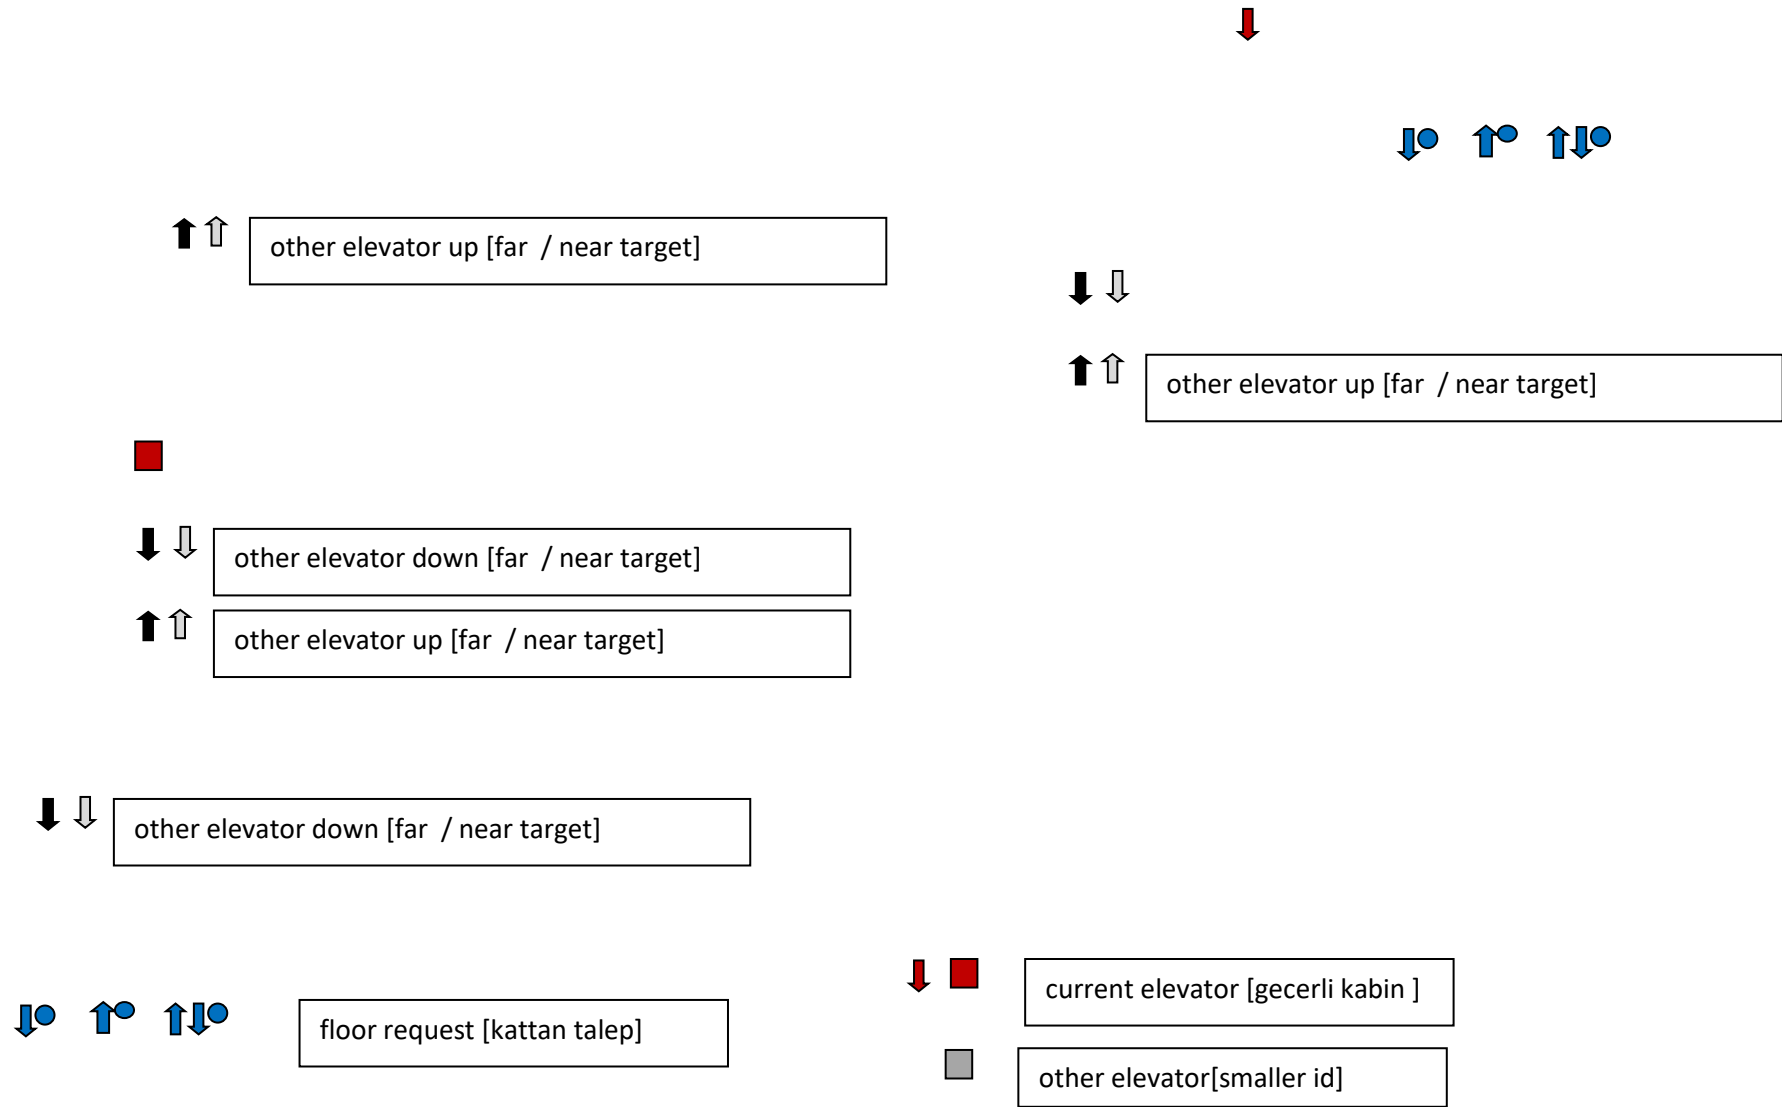 other elevator up [far  / near target]
other elevator up [far  / near target]
other elevator down [far  / near target]
other elevator up [far  / near target]
other elevator down [far  / near target]
current elevator [gecerli kabin ]
floor request [kattan talep]
other elevator[smaller id]